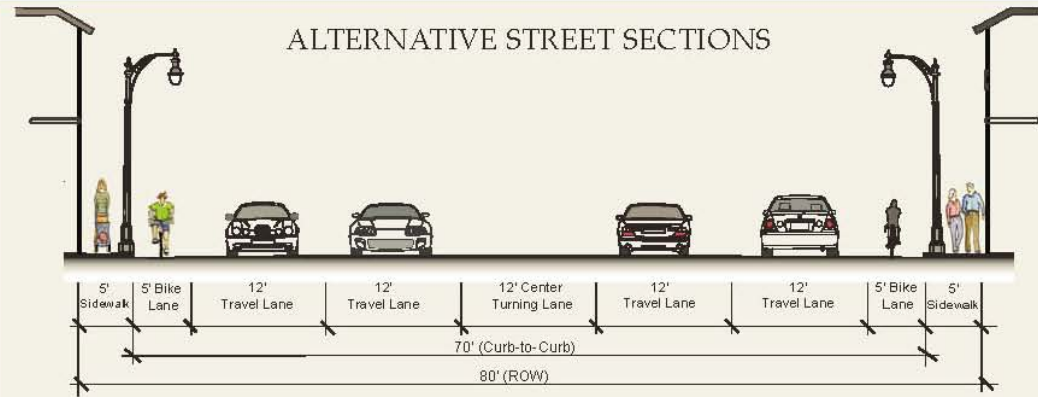 ALTERNATIVE STREET SECTIONS
5'
Sidewalk
5' Bike
Lane
12'
Travel Lane
12'
Travel Lane
12' Center
Turning Lane
12'
Travel Lane
12'
Travel Lane
5' Bike
Lane
5'
Sidewalk
70' (Curb-to-Curb)
80' (ROW)